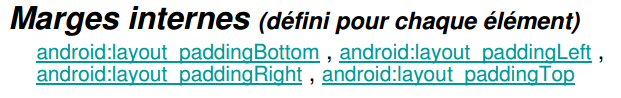 Marges internes (défini pour chaque élément)
android:layout_paddingBottom , android:layout_paddingLeft ,
android:layout_paddingRight , android:layout_paddingTop